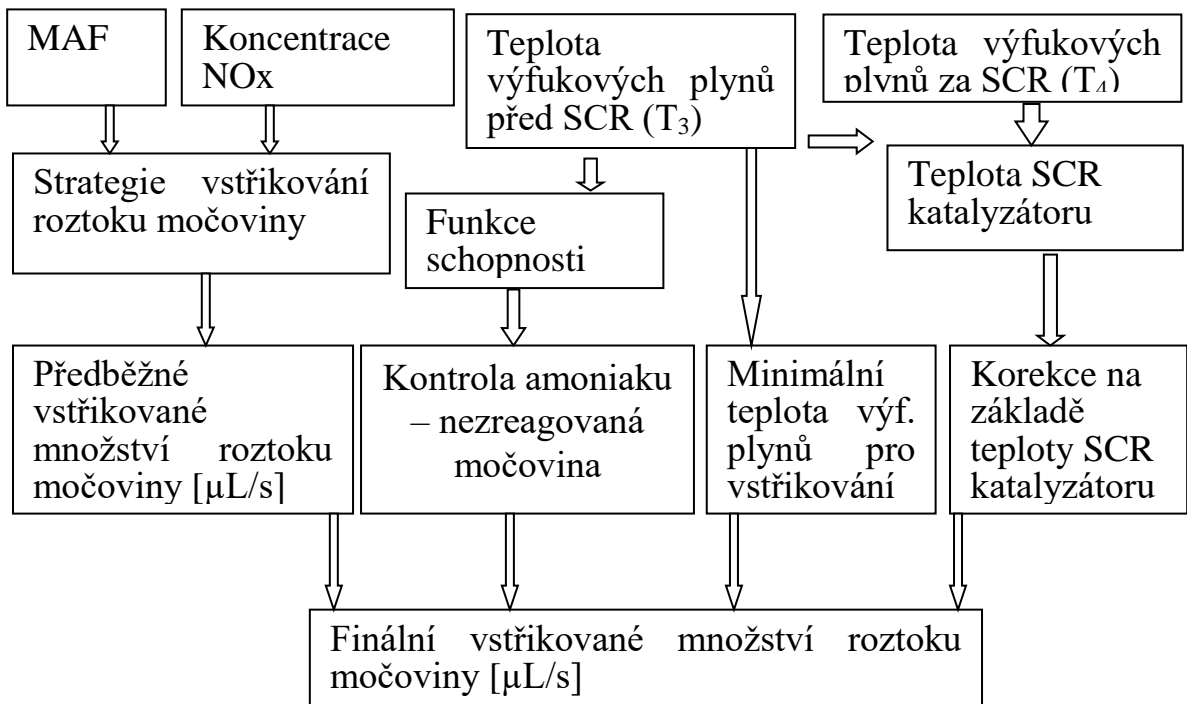 MAF
Koncentrace
NOx
Teplota
výfukových plynů
před SCR (T₃)
Teplota výfukových
plynů za SCR (T₄)
Strategie vstřikování
roztoku močoviny
Funkce
schopnosti
Teplota SCR
katalyzátoru
Předběžné
vstřikované
množství roztoku
močoviny [µL/s]
Kontrola amoniaku
– nezreagovaná
močovina
Minimální
teplota výf.
plynů pro
vstřikování
Korekce na
základě
teploty SCR
katalyzátoru
Finální vstřikované množství roztoku
močoviny [µL/s]